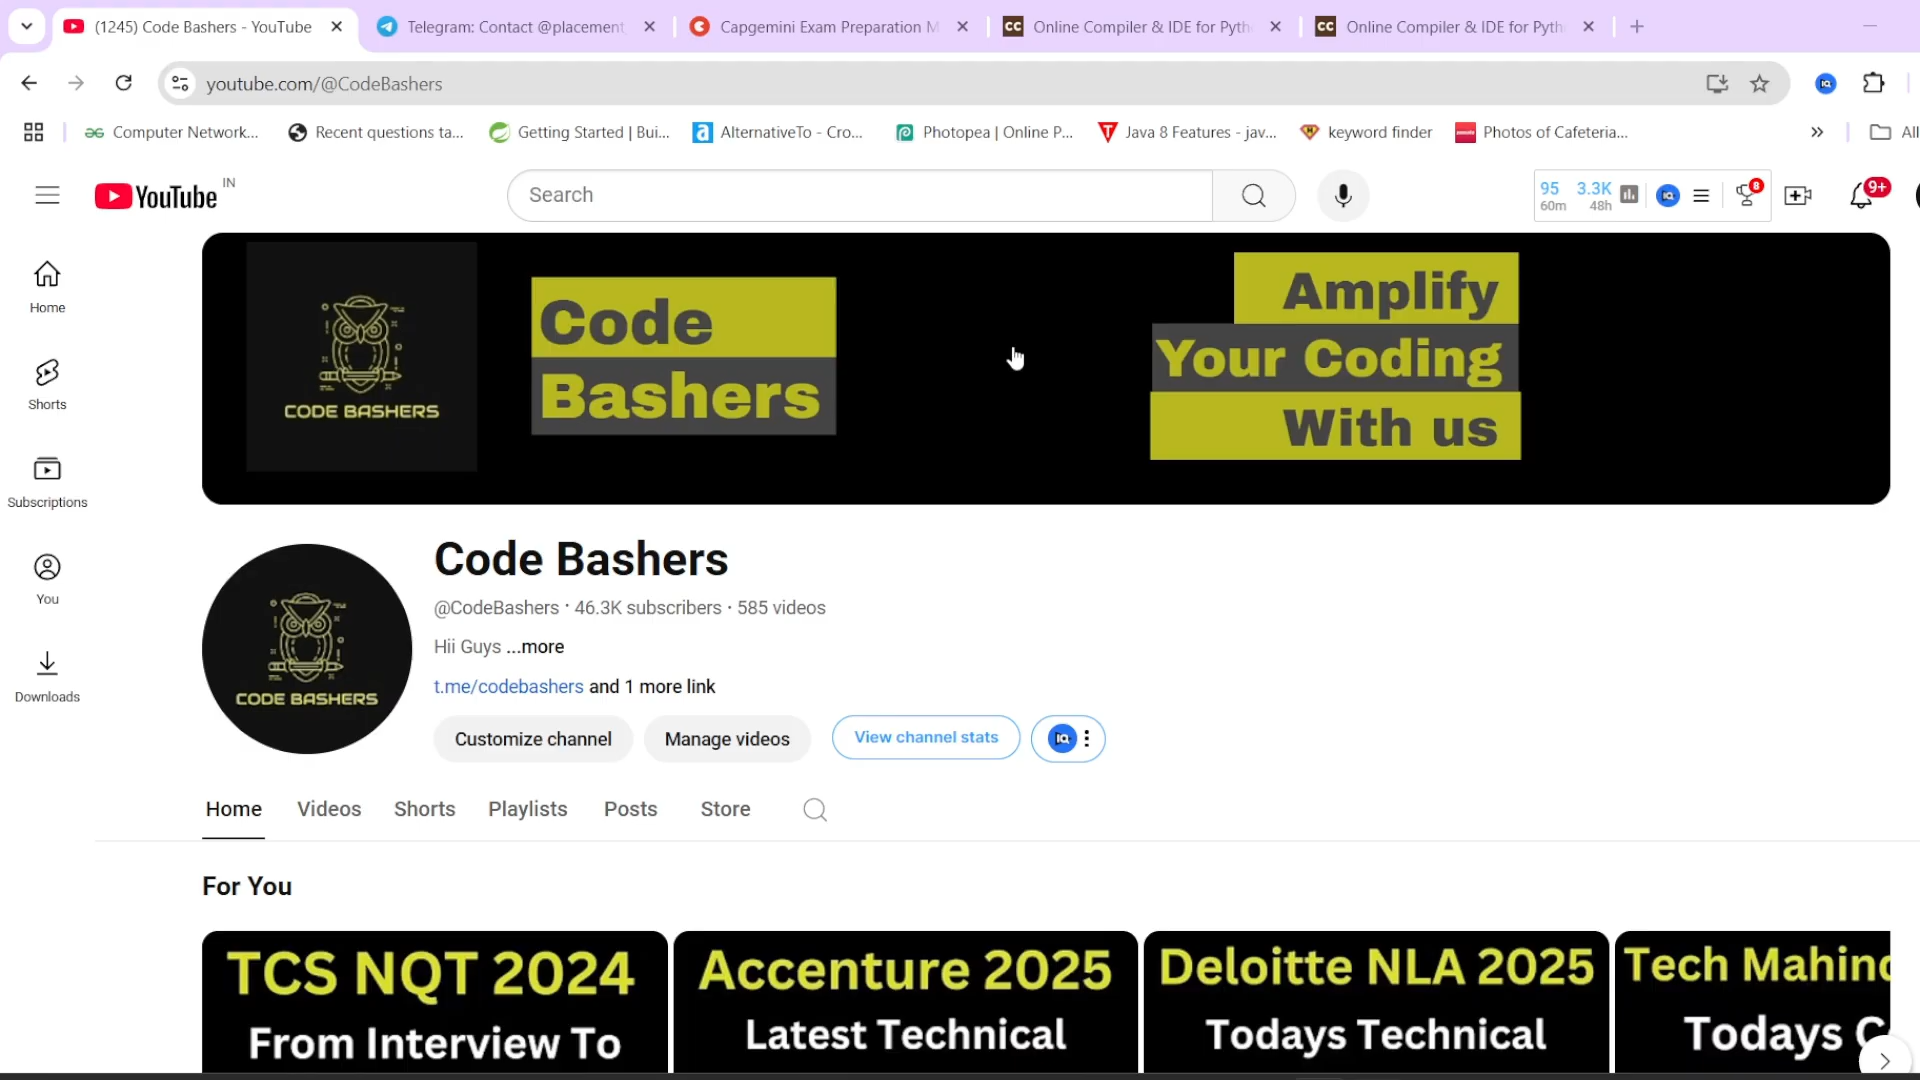 (1245) Code Bashers - YouTube
Telegram: Contact @placement
Capgemini Exam Preparation M
CC Online Compiler & IDE for Pyth
CC Online Compiler & IDE for Pyth
youtube.com/@CodeBashers
Computer Network...
Recent questions ta...
Getting Started | Bui...
AlternativeTo - Cro...
Photopea | Online P...
Java 8 Features - jav...
keyword finder
Photos of Cafeteria...
All
YouTube IN
Search
95
60m
3.3K
48h
8
9+
Home
Shorts
Subscriptions
You
Downloads
CODE BASHERS
Code
Bashers
Amplify
Your Coding
With us
CODE BASHERS
Code Bashers
@CodeBashers · 46.3K subscribers · 585 videos
Hii Guys ...more
t.me/codebashers and 1 more link
Customize channel
Manage videos
View channel stats
Home
Videos
Shorts
Playlists
Posts
Store
For You
TCS NQT 2024
From Interview To
Accenture 2025
Latest Technical
Deloitte NLA 2025
Todays Technical
Tech Mahind
Todays C